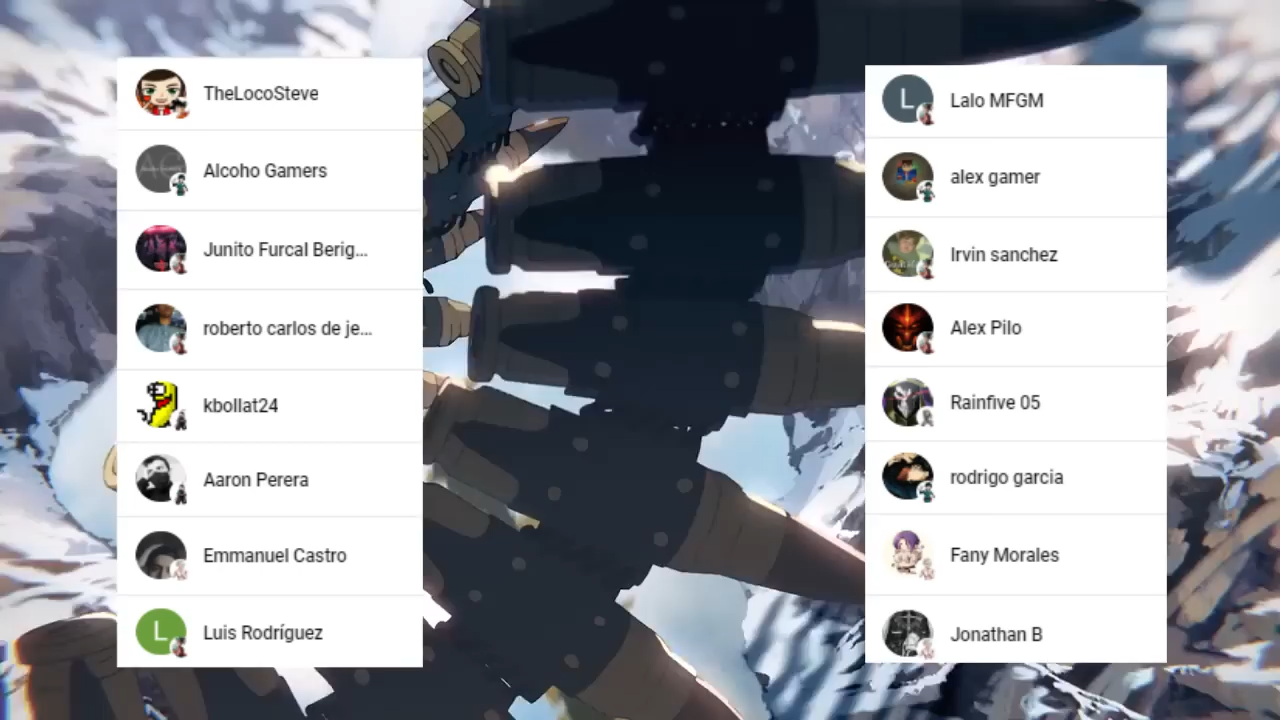 TheLocoSteve
Alcoho Gamers
Junito Furcal Berig...
roberto carlos de je...
kbollat24
Aaron Perera
Emmanuel Castro
L
Luis Rodríguez
L
Lalo MFGM
alex gamer
Irvin sanchez
Alex Pilo
Rainfive 05
rodrigo garcia
Fany Morales
Jonathan B